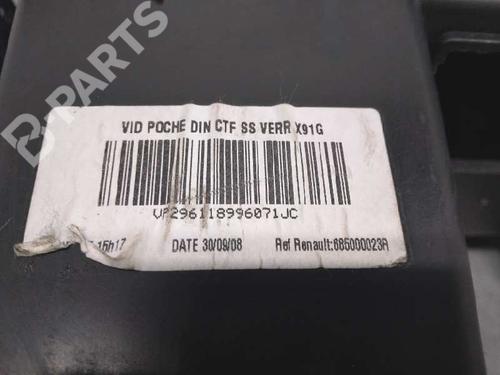 B-PARTS
VID POCHE DIN CTF SS VERR X91G
VP296118996071JC
15h17 DATE 30/09/08 Ref Renault:685000023R